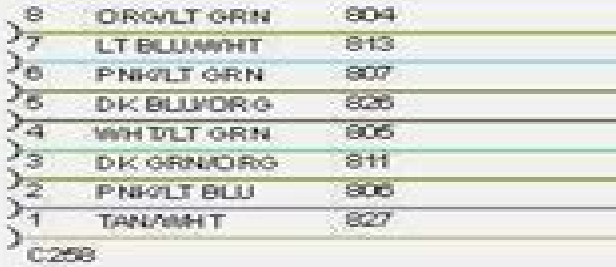 8 ORG/LT GRN 804
7 LT BLU/WHT 813
6 PNK/LT GRN 807
5 DK BLU/ORG 826
4 WHT/LT GRN 805
3 DK GRN/ORG 811
2 PNK/LT BLU 806
1 TAN/WHT 827
C258